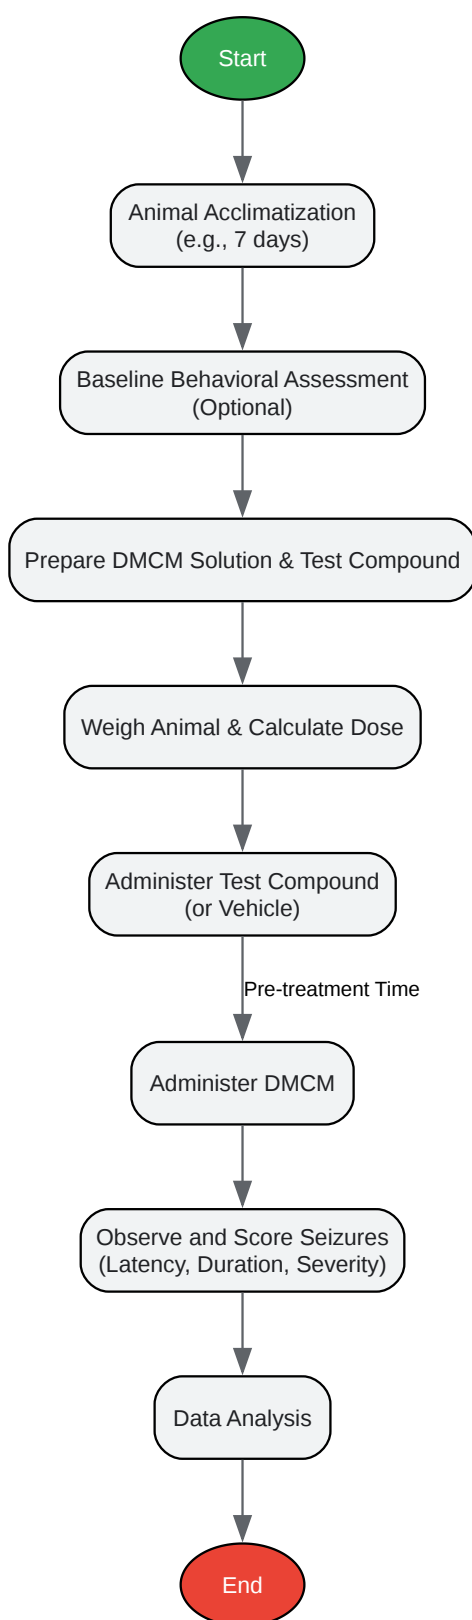 Start
Animal Acclimatization
(e.g., 7 days)
Baseline Behavioral Assessment
(Optional)
Prepare DMCM Solution & Test Compound
Weigh Animal & Calculate Dose
Administer Test Compound
(or Vehicle)
Pre-treatment Time
Administer DMCM
Observe and Score Seizures
(Latency, Duration, Severity)
Data Analysis
End